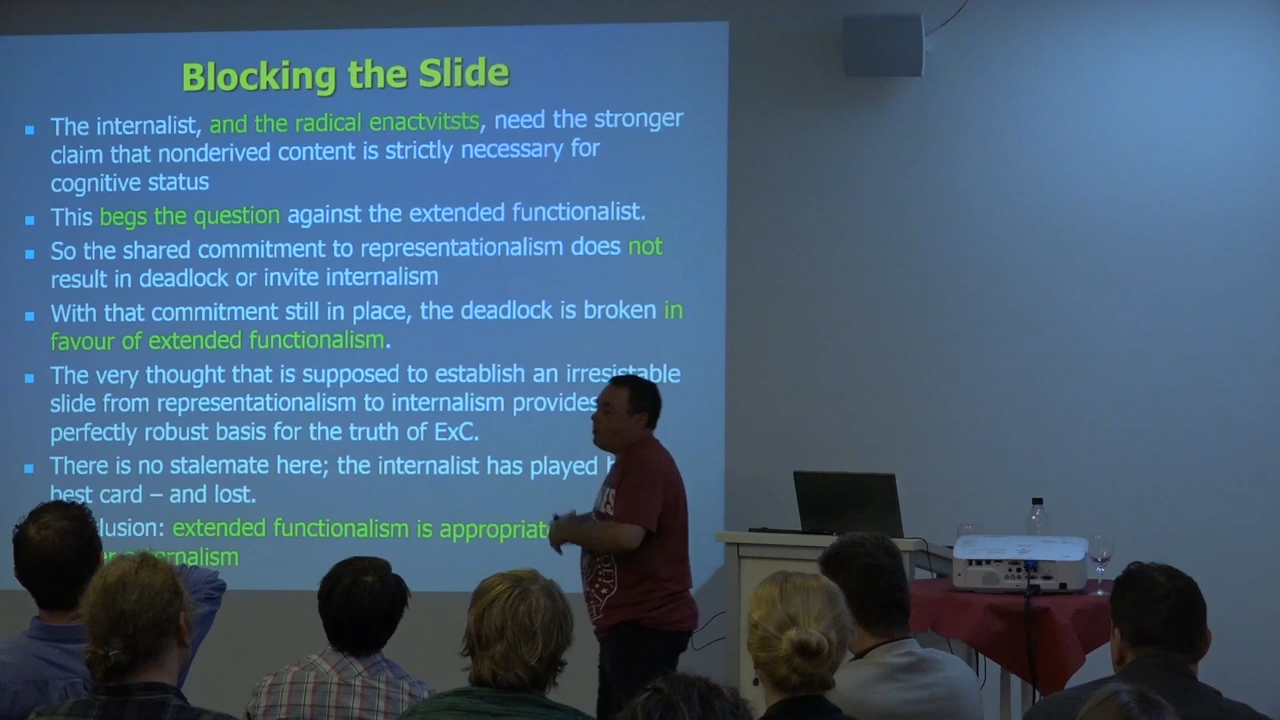 Blocking the Slide
The internalist, and the radical enactvitsts, need the stronger
claim that nonderived content is strictly necessary for
cognitive status
This begs the question against the extended functionalist.
So the shared commitment to representationalism does not
result in deadlock or invite internalism
With that commitment still in place, the deadlock is broken in
favour of extended functionalism.
The very thought that is supposed to establish an irresistable
slide from representationalism to internalism provides
perfectly robust basis for the truth of ExC.
There is no stalemate here; the internalist has played
best card – and lost.
extended functionalism is appropriate